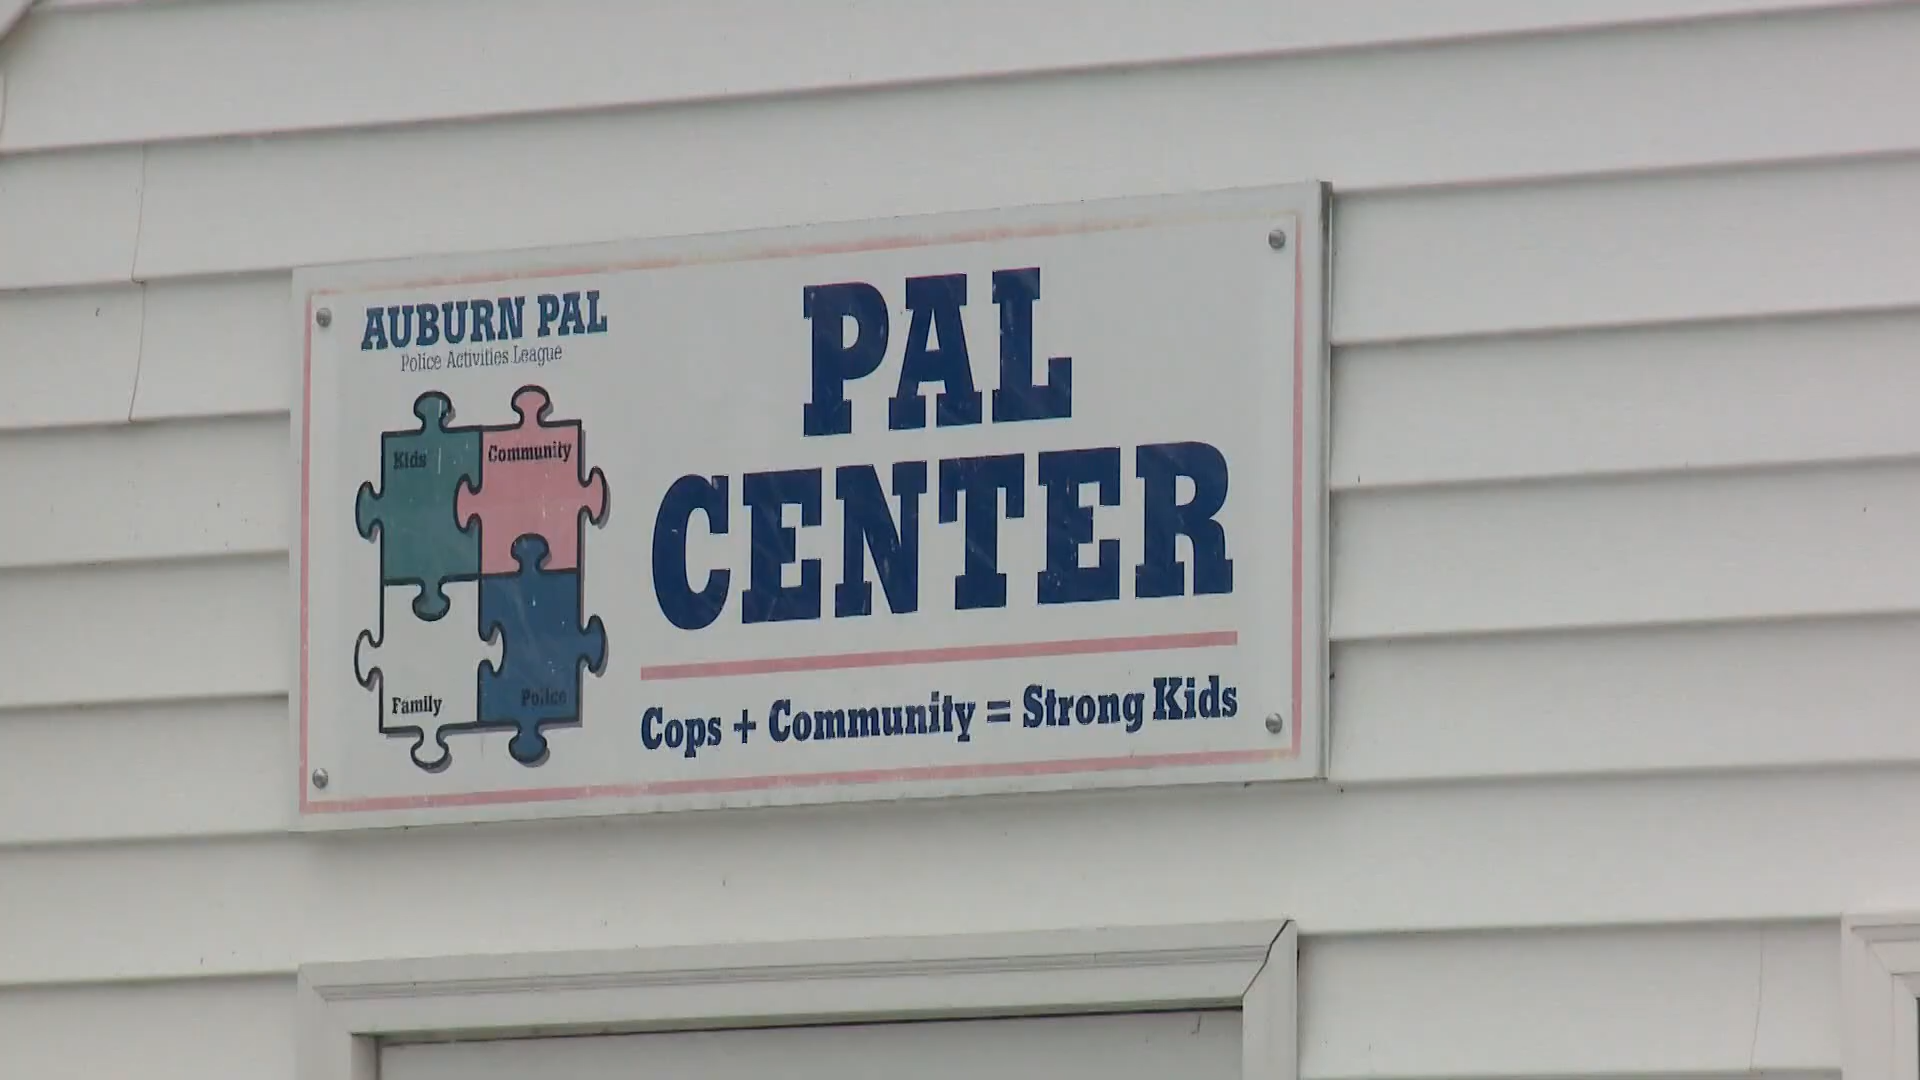 AUBURN PAL
Police Activities League
Kids
Community
Family
Police
PAL
CENTER
Cops + Community = Strong Kids